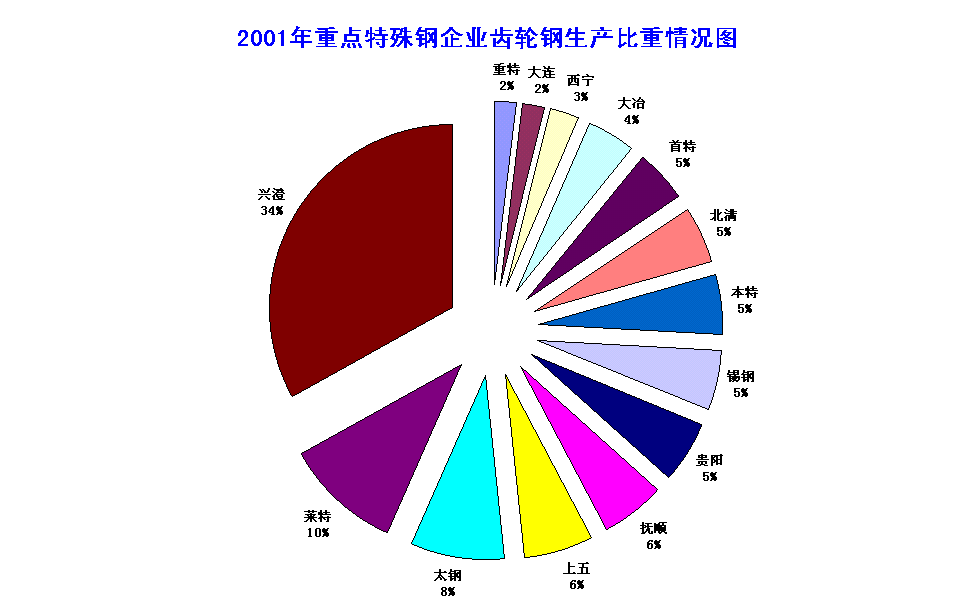 2001年重点特殊钢企业齿轮钢生产比重情况图
重特
2%
大连
2%
西宁
3%
大冶
4%
首特
5%
北满
5%
本特
5%
锡钢
5%
贵阳
5%
抚顺
6%
上五
6%
太钢
8%
莱特
10%
兴澄
34%